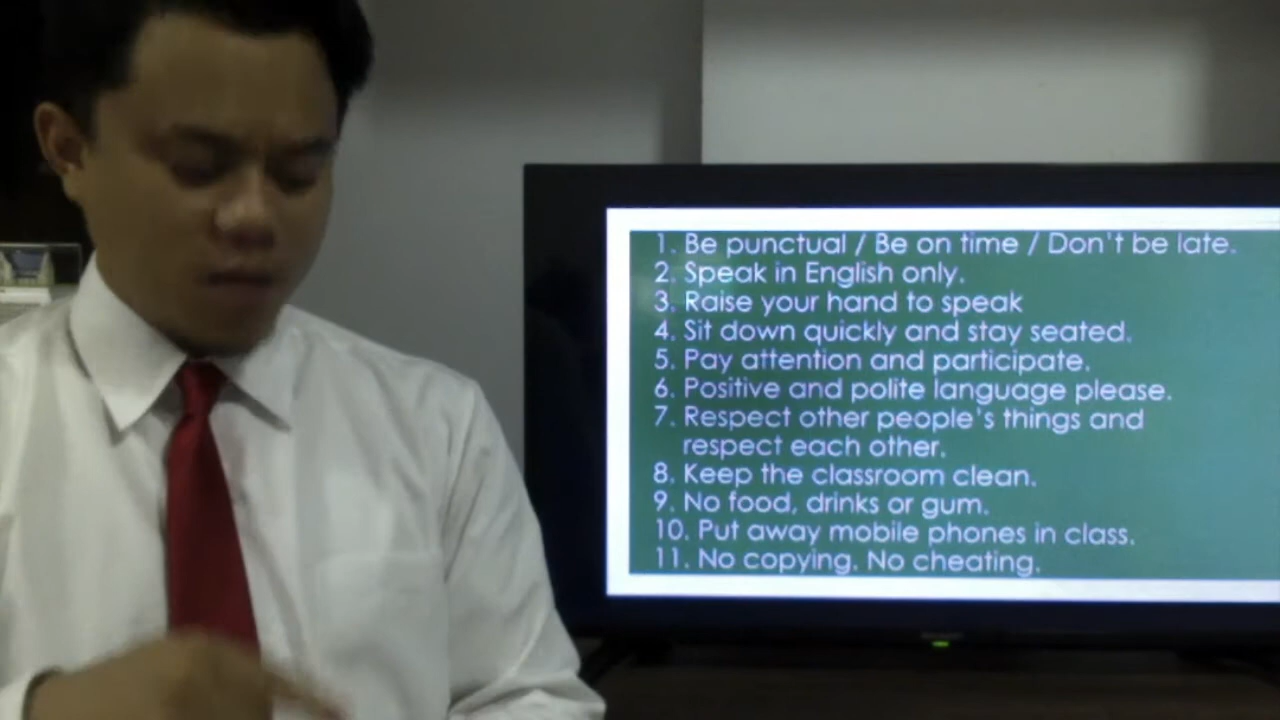 1. Be punctual / Be on time / Don't be late.
2. Speak in English only.
3. Raise your hand to speak
4. Sit down quickly and stay seated.
5. Pay attention and participate.
6. Positive and polite language please.
7. Respect other people's things and
respect each other.
8. Keep the classroom clean.
9. No food, drinks or gum.
10. Put away mobile phones in class.
11. No copying. No cheating.